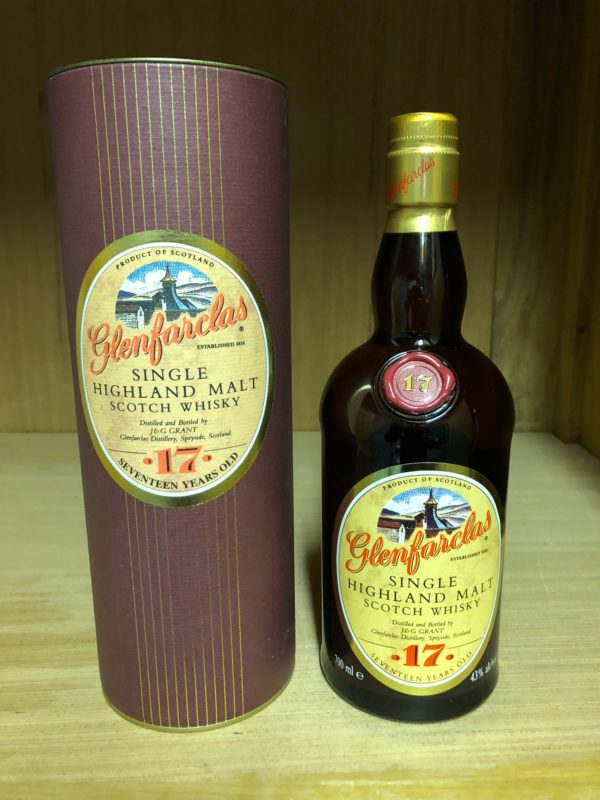 PRODUCT OF SCOTLAND
Glenfarclas®
ESTABLISHED 1836
SINGLE
HIGHLAND MALT
SCOTCH WHISKY
Distilled and Bottled by
J&G GRANT
Glenfarclas Distillery, Speyside, Scotland
·17·
SEVENTEEN YEARS OLD
Glenfarclas
17
PRODUCT OF SCOTLAND
Glenfarclas®
ESTABLISHED 1836
SINGLE
HIGHLAND MALT
SCOTCH WHISKY
Distilled and Bottled by
J&G GRANT
Glenfarclas Distillery, Speyside, Scotland
·17·
SEVENTEEN YEARS OLD
700 ml e
43%